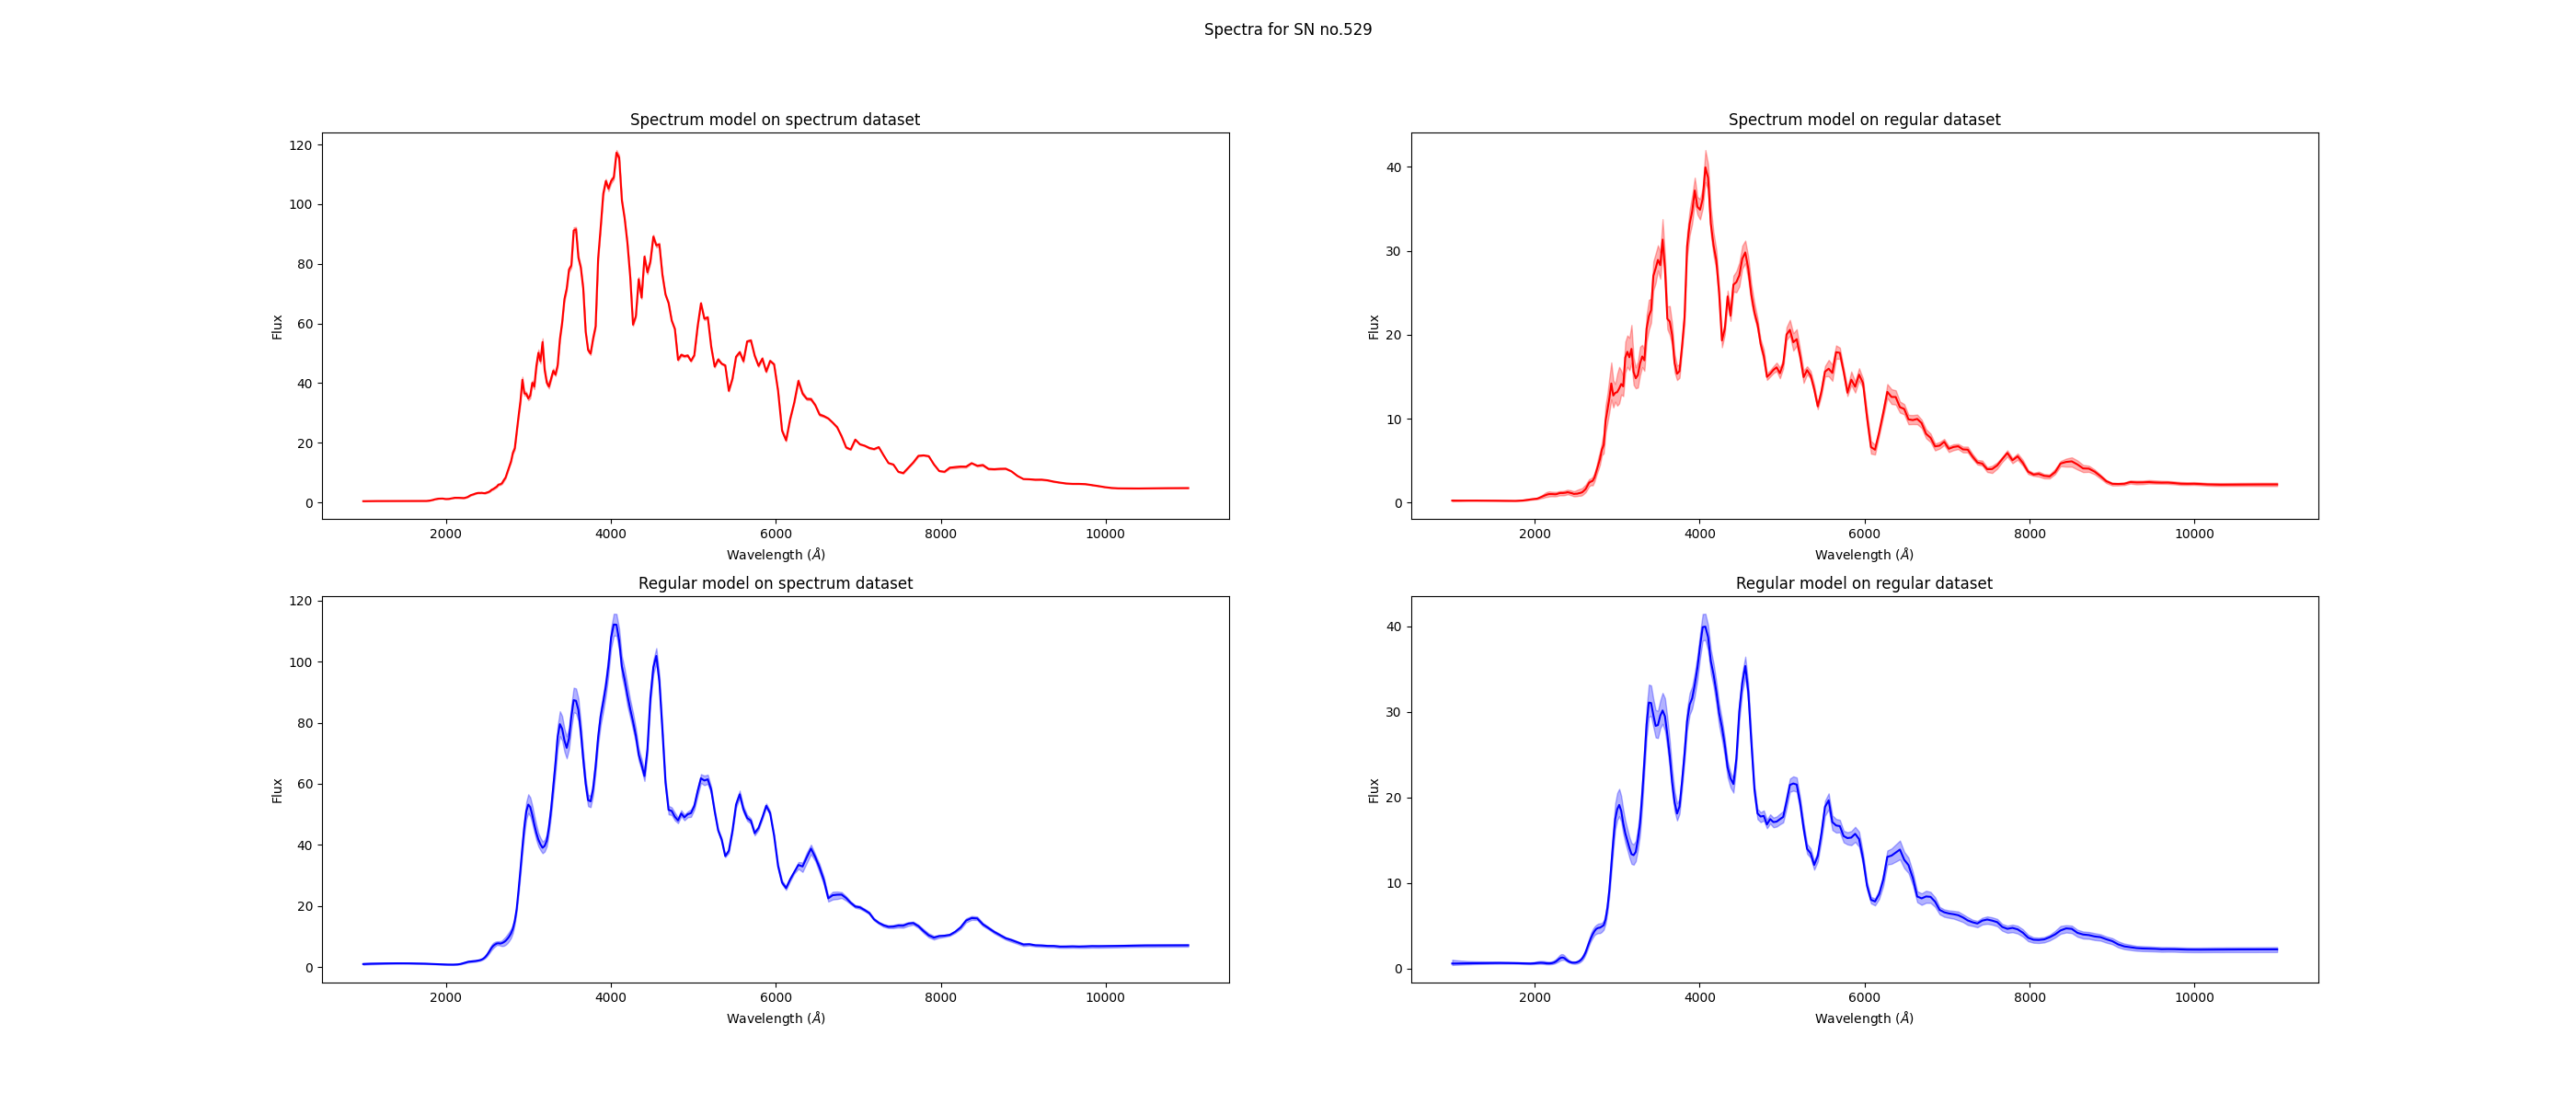 Spectra for SN no.529
Spectrum model on spectrum dataset
Flux
120
100
80
60
40
20
0
2000 4000 6000 8000 10000
Wavelength (Å)
Spectrum model on regular dataset
Flux
40
30
20
10
0
2000 4000 6000 8000 10000
Wavelength (Å)
Regular model on spectrum dataset
Flux
120
100
80
60
40
20
0
2000 4000 6000 8000 10000
Wavelength (Å)
Regular model on regular dataset
Flux
40
30
20
10
0
2000 4000 6000 8000 10000
Wavelength (Å)